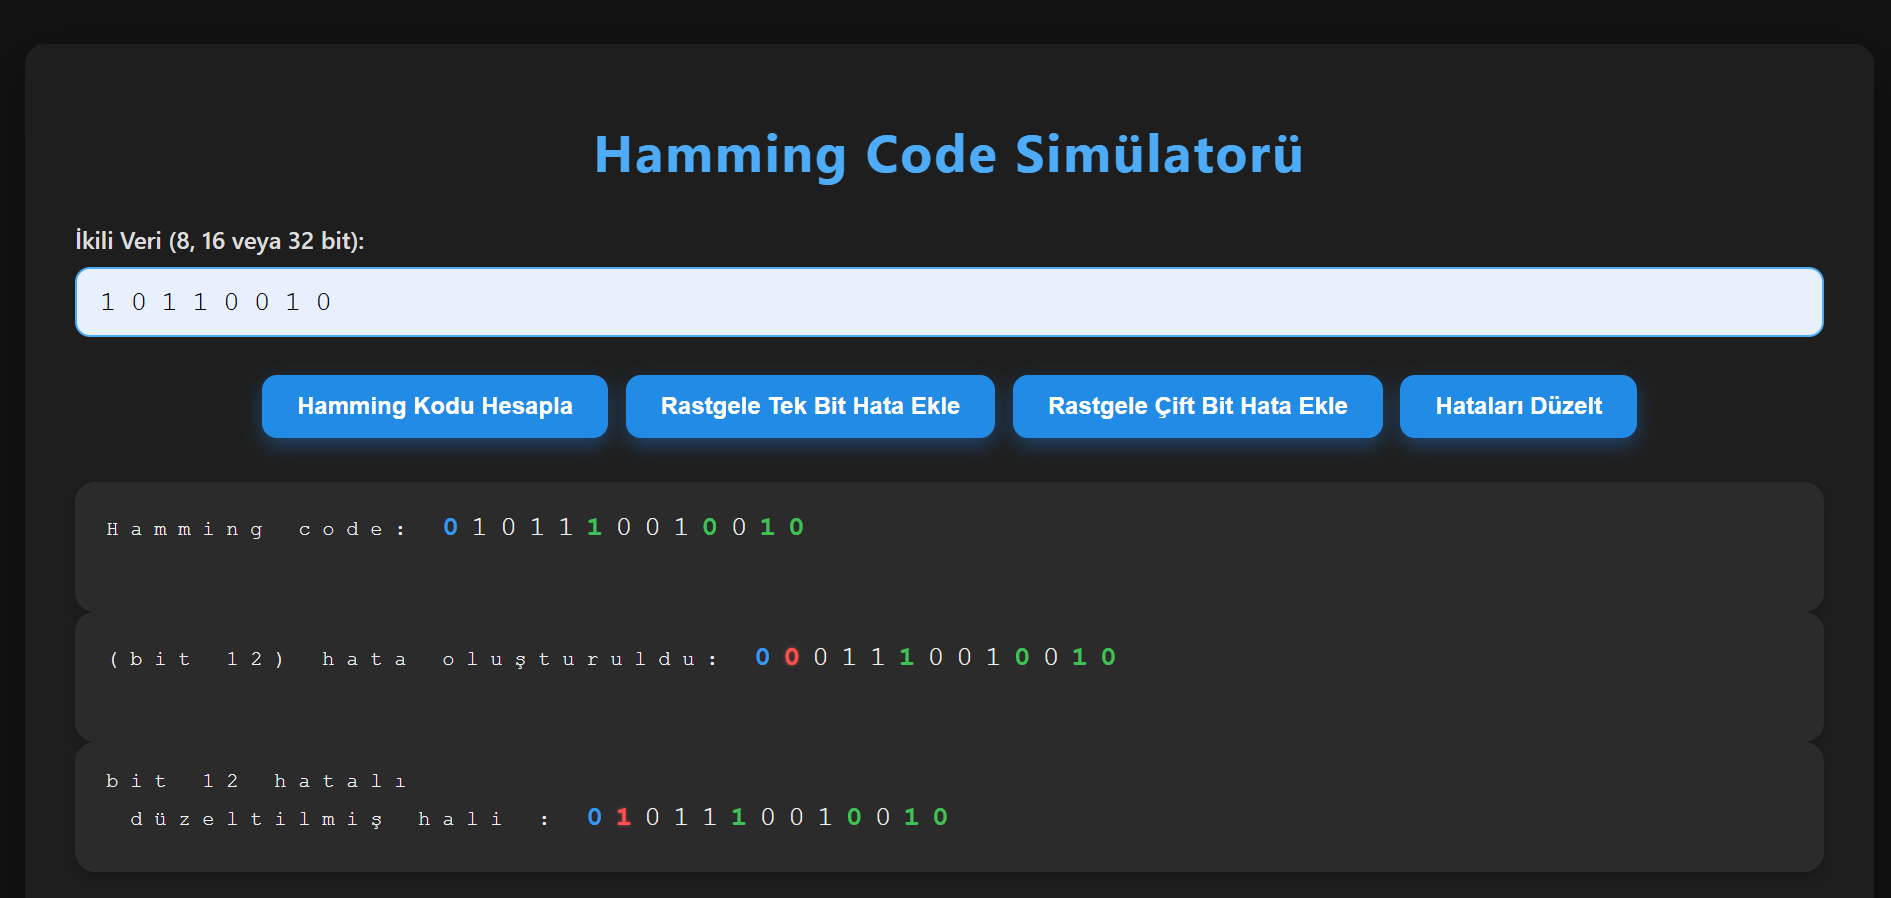 Hamming Code Simülatorü
İkili Veri (8, 16 veya 32 bit):
1 0 1 1 0 0 1 0
Hamming Kodu Hesapla
Rastgele Tek Bit Hata Ekle
Rastgele Çift Bit Hata Ekle
Hataları Düzelt
Hamming code: 0 1 0 1 1 1 0 0 1 0 0 1 0
(bit 12) hata oluşturuldu: 0 0 0 1 1 1 0 0 1 0 0 1 0
bit 12 hatalı
düzeltilmiş hali : 0 1 0 1 1 1 0 0 1 0 0 1 0